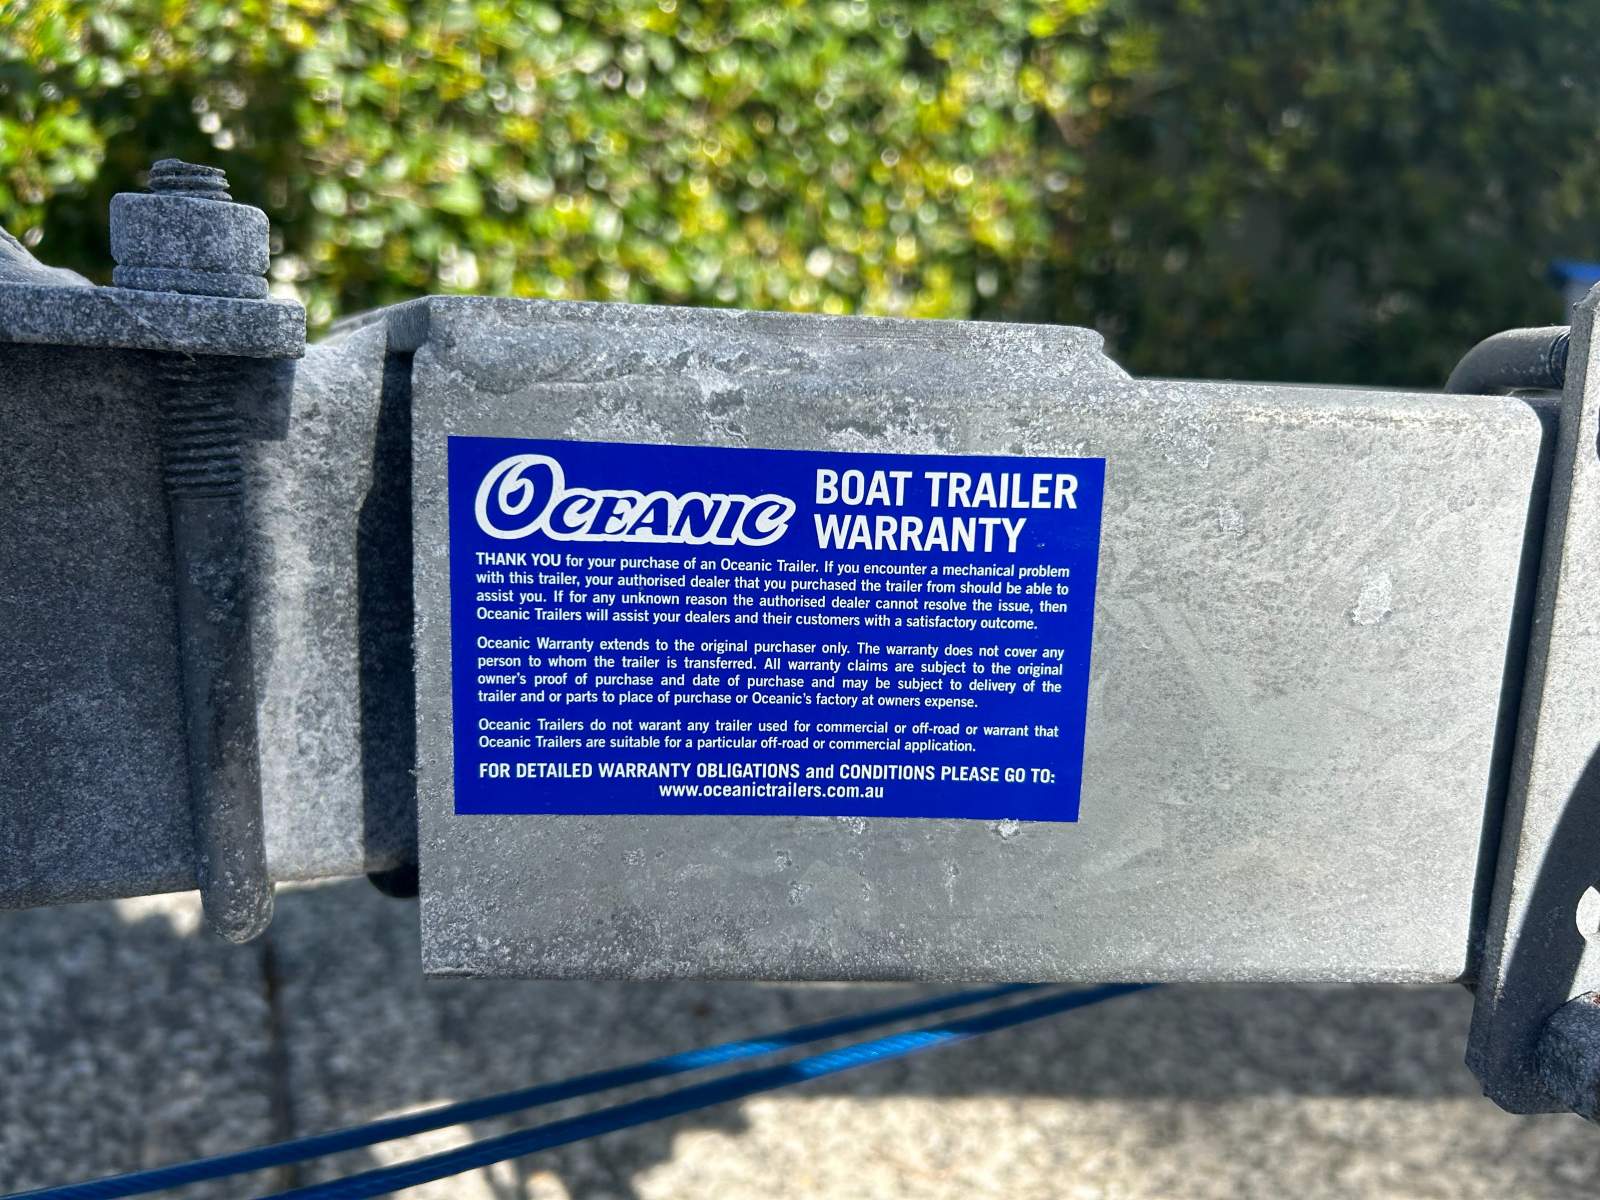 OCEANIC
BOAT TRAILER
WARRANTY
THANK YOU for your purchase of an Oceanic Trailer. If you encounter a mechanical problem
with this trailer, your authorised dealer that you purchased the trailer from should be able to
assist you. If for any unknown reason the authorised dealer cannot resolve the issue, then
Oceanic Trailers will assist your dealers and their customers with a satisfactory outcome.
Oceanic Warranty extends to the original purchaser only. The warranty does not cover any
person to whom the trailer is transferred. All warranty claims are subject to the original
owner's proof of purchase and date of purchase and may be subject to delivery of the
trailer and or parts to place of purchase or Oceanic's factory at owners expense.
Oceanic Trailers do not warant any trailer used for commercial or off-road or warrant that
Oceanic Trailers are suitable for a particular off-road or commercial application.
FOR DETAILED WARRANTY OBLIGATIONS and CONDITIONS PLEASE GO TO:
www.oceanictrailers.com.au